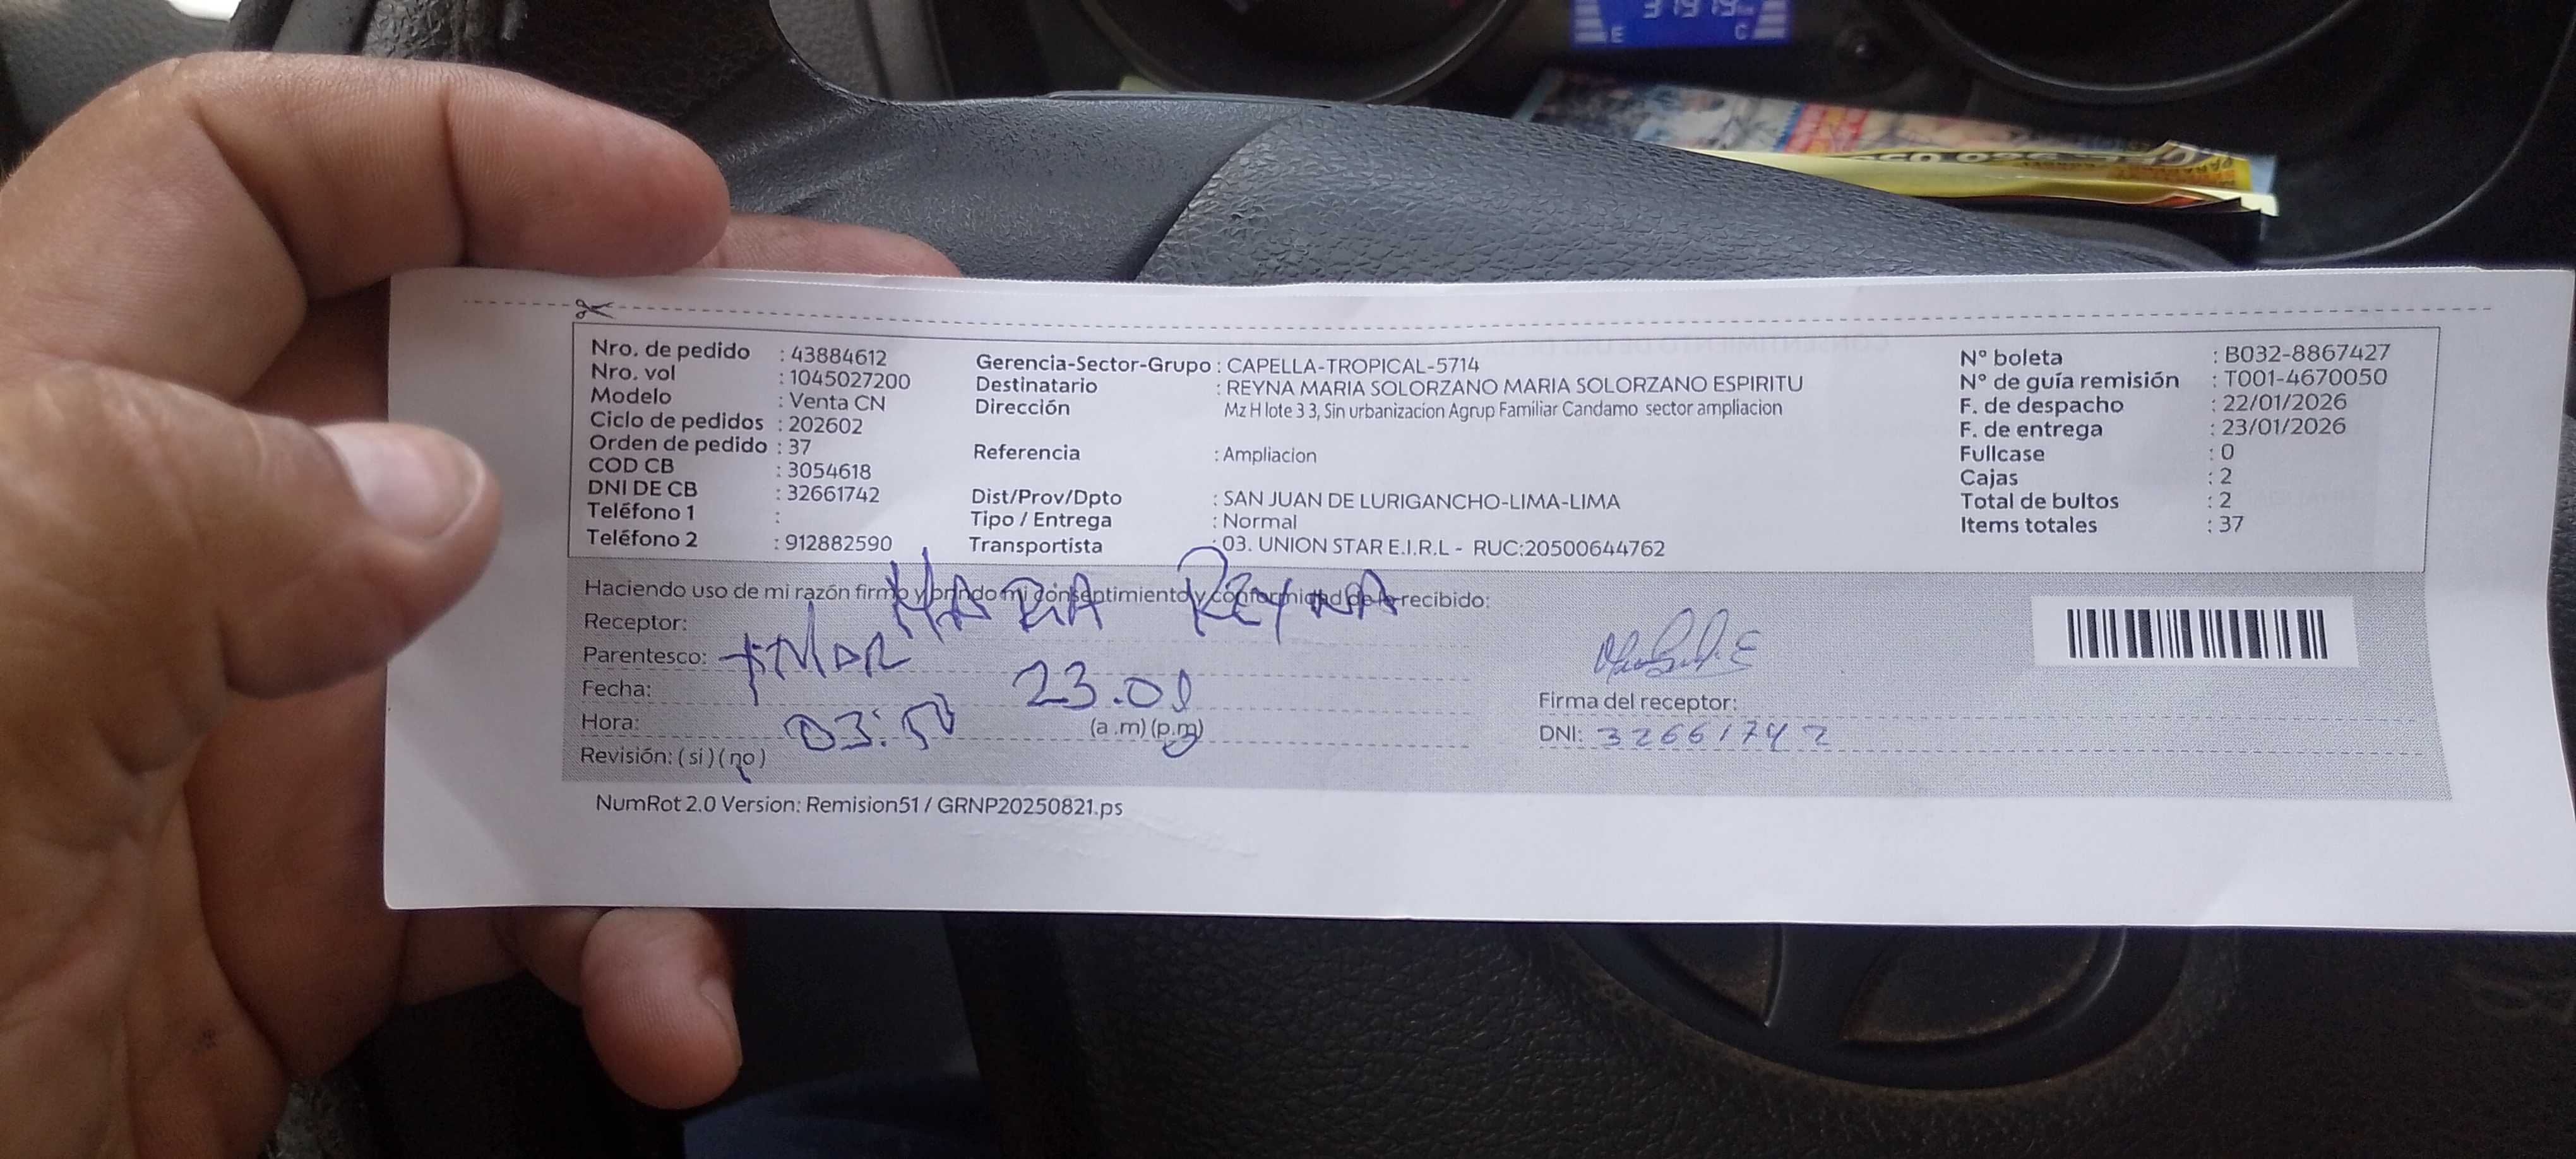 31919
E C
Nro. de pedido : 43884612
Nro. vol : 1045027200
Modelo : Venta CN
Ciclo de pedidos : 202602
Orden de pedido : 37
COD CB : 3054618
DNI DE CB : 32661742
Teléfono 1 :
Teléfono 2 : 912882590
Gerencia-Sector-Grupo : CAPELLA-TROPICAL-5714
Destinatario : REYNA MARIA SOLORZANO MARIA SOLORZANO ESPIRITU
Dirección Mz H lote 3 3, Sin urbanizacion Agrup Familiar Candamo sector ampliacion
Referencia : Ampliacion
Dist/Prov/Dpto : SAN JUAN DE LURIGANCHO-LIMA-LIMA
Tipo / Entrega : Normal
Transportista : 03. UNION STAR E.I.R.L - RUC:20500644762
N° boleta : B032-8867427
N° de guía remisión : T001-4670050
F. de despacho : 22/01/2026
F. de entrega : 23/01/2026
Fullcase : 0
Cajas : 2
Total de bultos : 2
Items totales : 37
Haciendo uso de mi razón firmo y brindo mi consentimiento y conformidad de lo recibido:
Receptor: MARIA REYNA
Parentesco:
Fecha: 23.01
Hora: 03:50 (a .m) (p.m)
Revisión: ( si ) ( no )
Firma del receptor:
DNI: 32661742
NumRot 2.0 Version: Remision51 / GRNP20250821.ps